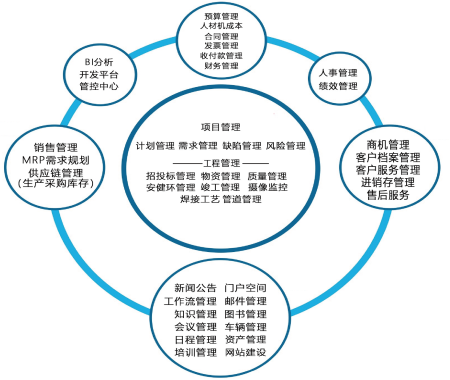 预算管理
人材机成本
合同管理
发票管理
收付款管理
财务管理
BI分析
开发平台
管控中心
人事管理
绩效管理
项目管理
计划管理 需求管理 缺陷管理 风险管理
工程管理
招投标管理 物资管理 质量管理
安健环管理 竣工管理 摄像监控
焊接工艺 管道管理
销售管理
MRP需求规划
供应链管理
(生产采购库存)
商机管理
客户档案管理
客户服务管理
进销存管理
售后服务
新闻公告 门户空间
工作流管理 邮件管理
知识管理 图书管理
会议管理 车辆管理
日程管理 资产管理
培训管理 网站建设